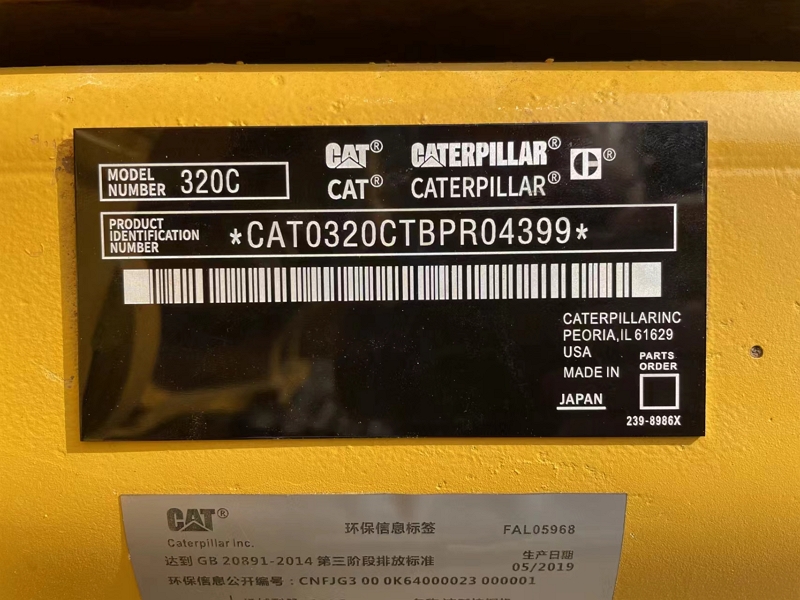 CAT® CATERPILLAR® C®
MODEL NUMBER 320C
CAT® CATERPILLAR®
PRODUCT IDENTIFICATION NUMBER *CAT0320CTBPR04399*
CATERPILLARINC
PEORIA,IL 61629
USA
MADE IN
JAPAN
PARTS
ORDER
239-8986X
CAT® 环保信息标签 FAL05968
Caterpillar Inc.
达到 GB 20891-2014 第三阶段排放标准
生产日期
05/2019
环保信息公开编号：CNFJG3 00 0K64000023 000001